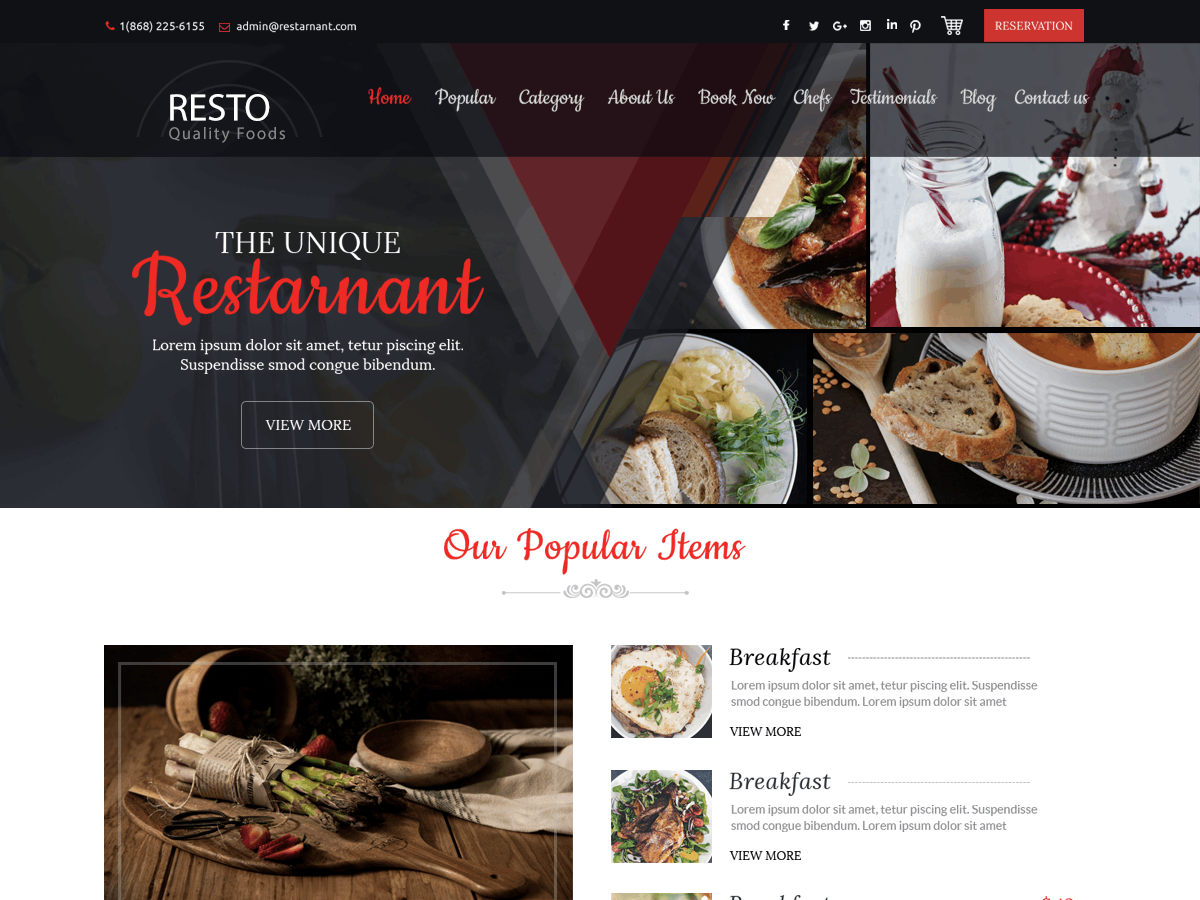 1(868) 225-6155 admin@restarnant.com RESERVATION
RESTO
Quality Foods
Home Popular Category About Us Book Now Chefs Testimonials Blog Contact us
THE UNIQUE
Restarnant
Lorem ipsum dolor sit amet, tetur piscing elit.
Suspendisse smod congue bibendum.
VIEW MORE
Our Popular Items
Breakfast
Lorem ipsum dolor sit amet, tetur piscing elit. Suspendisse
smod congue bibendum. Lorem ipsum dolor sit amet
VIEW MORE
Breakfast
Lorem ipsum dolor sit amet, tetur piscing elit. Suspendisse
smod congue bibendum. Lorem ipsum dolor sit amet
VIEW MORE